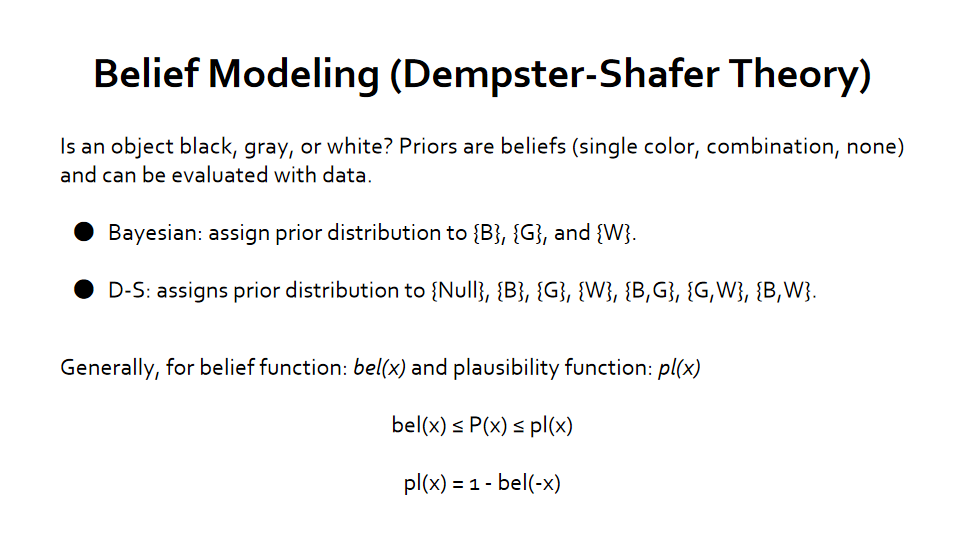 Belief Modeling (Dempster-Shafer Theory)
Is an object black, gray, or white? Priors are beliefs (single color, combination, none)
and can be evaluated with data.
● Bayesian: assign prior distribution to {B}, {G}, and {W}.
● D-S: assigns prior distribution to {Null}, {B}, {G}, {W}, {B,G}, {G,W}, {B,W}.
Generally, for belief function: bel(x) and plausibility function: pl(x)
bel(x) ≤ P(x) ≤ pl(x)
pl(x) = 1 - bel(-x)